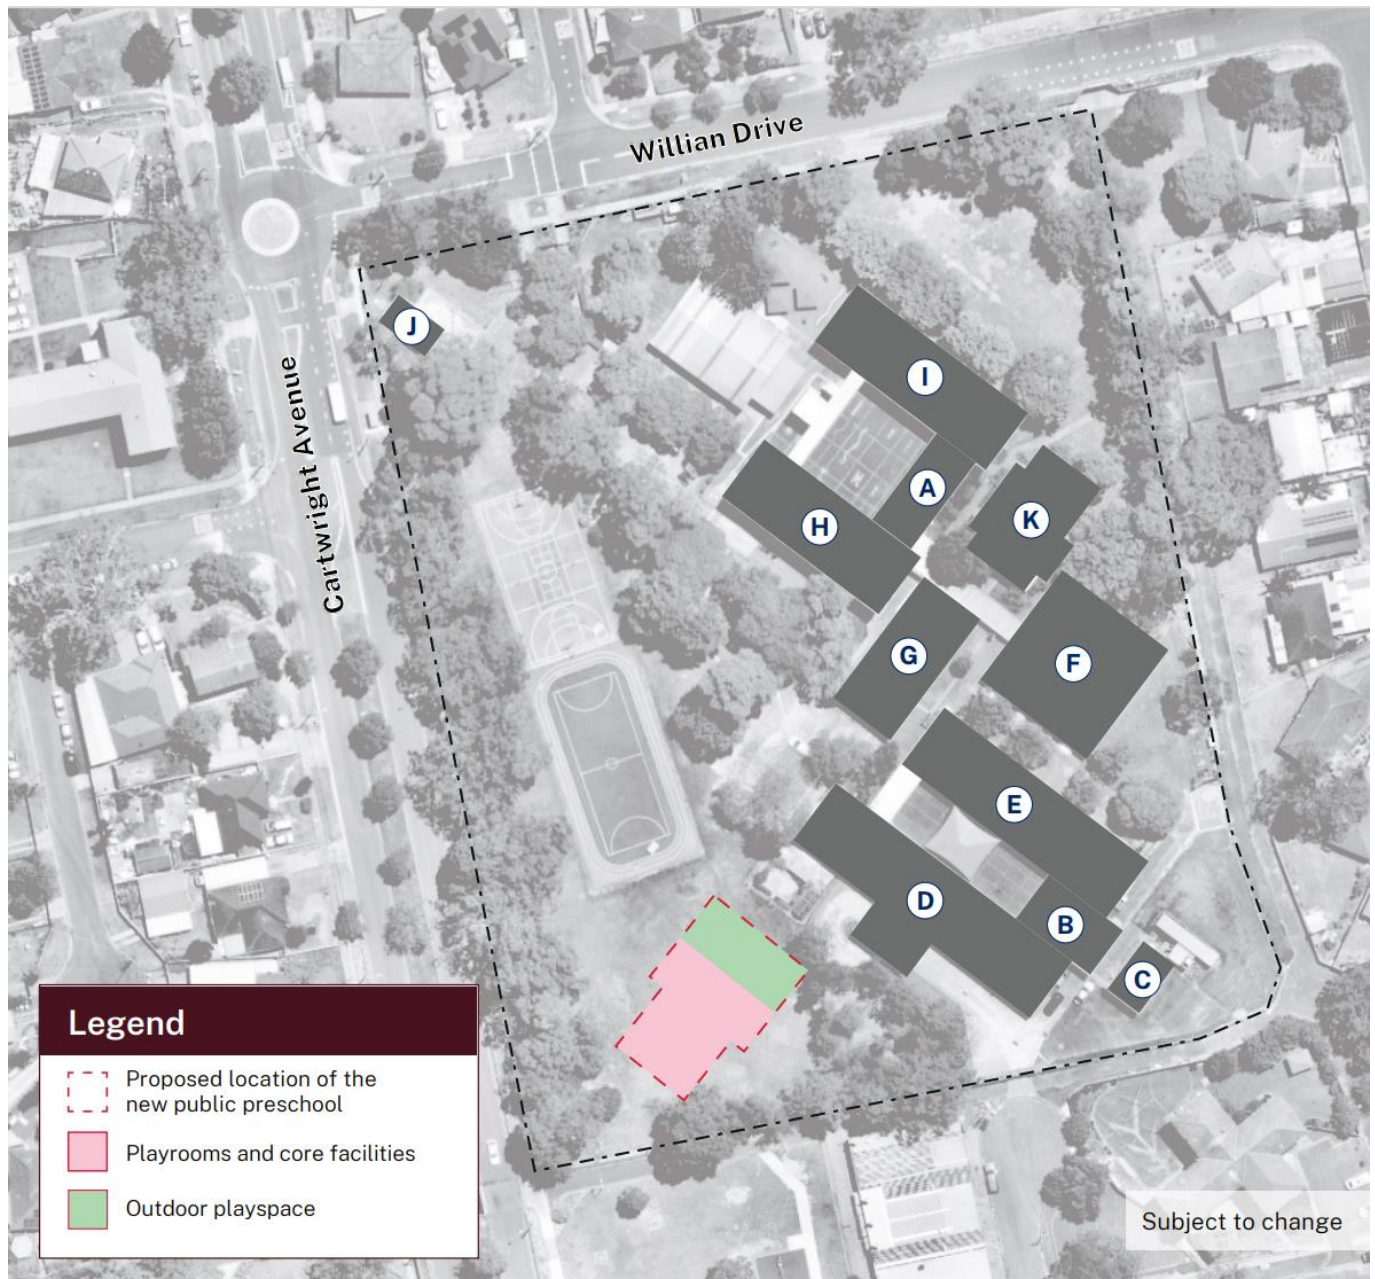 Willian Drive
Cartwright Avenue
J
I
A
K
H
G
F
E
D
B
C
Legend
Proposed location of the
new public preschool
Playrooms and core facilities
Outdoor playspace
Subject to change